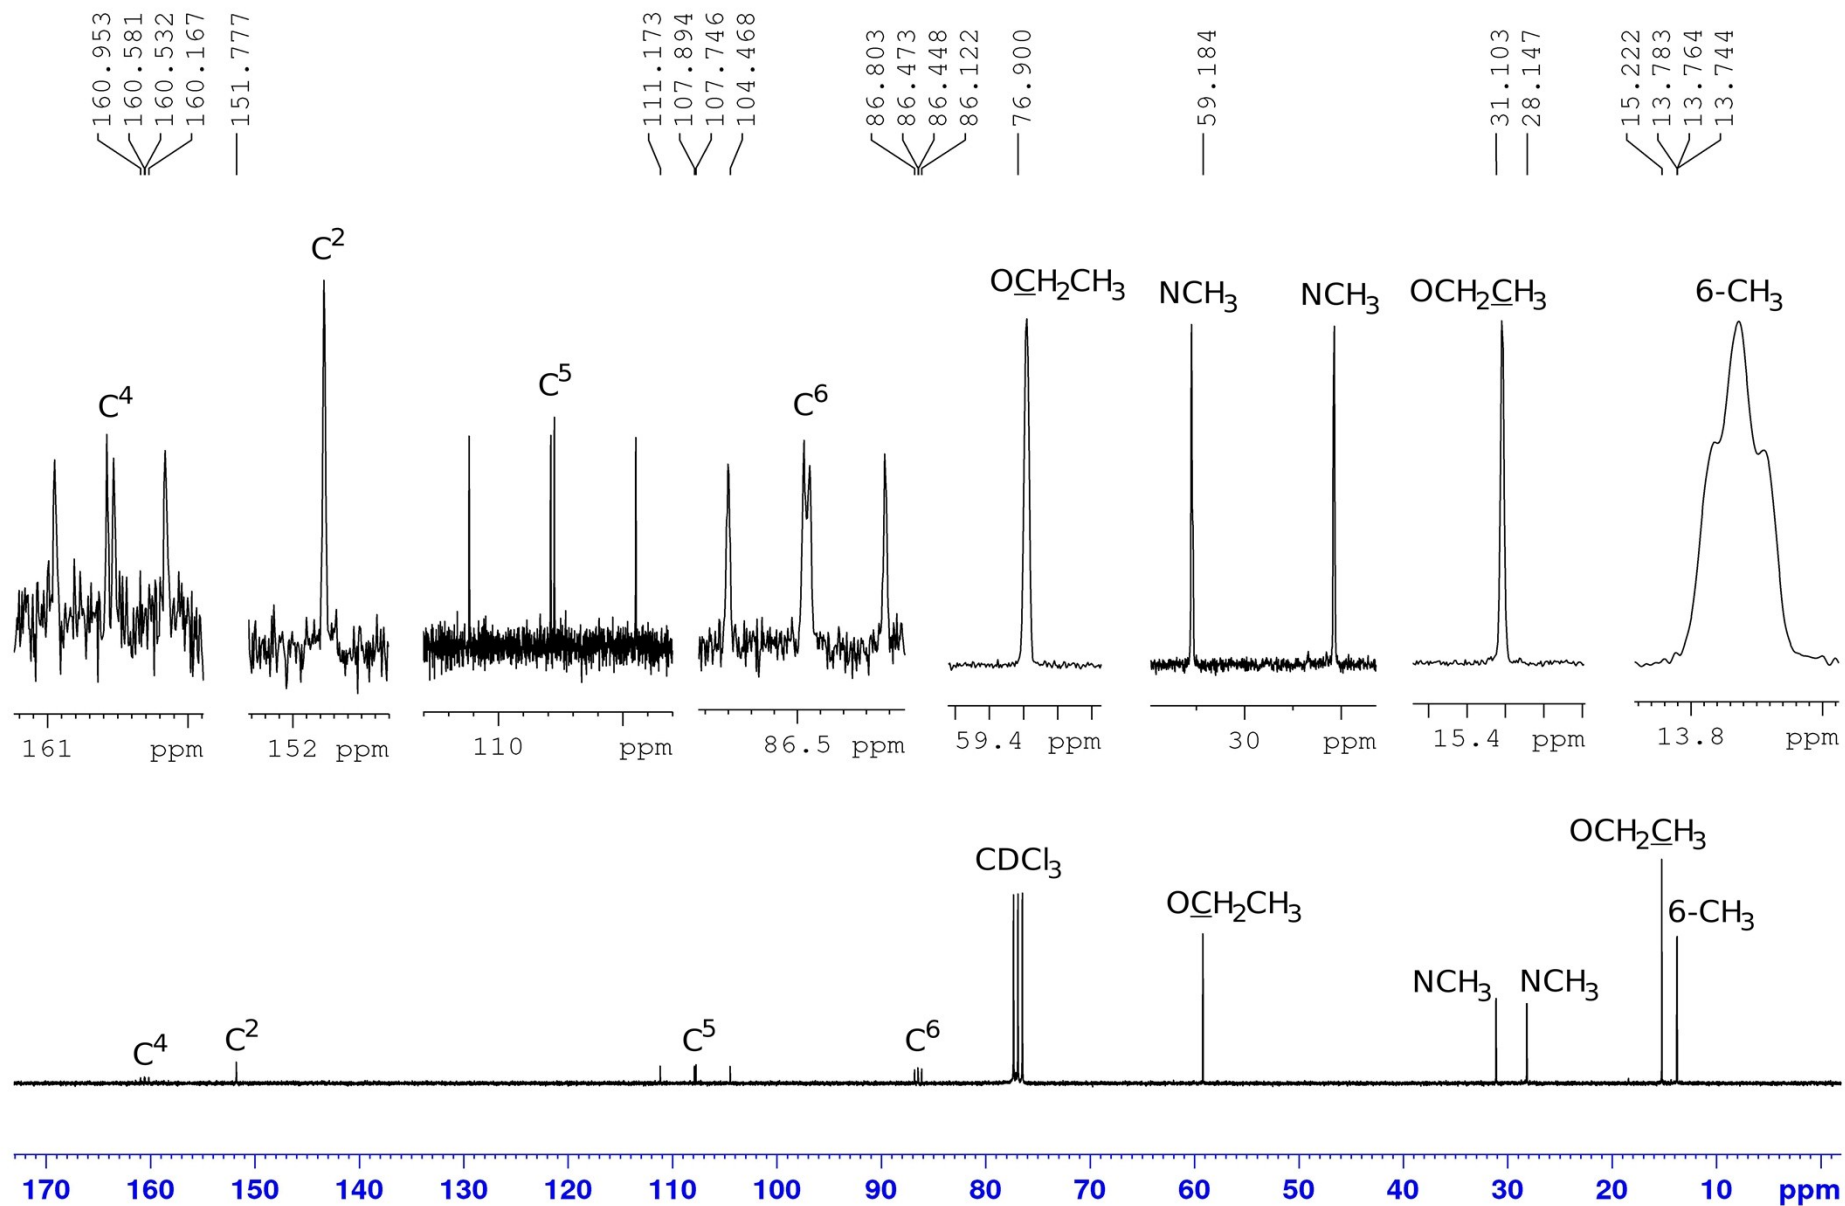 160.953
160.581
160.532
160.167
151.777
111.173
107.894
107.746
104.468
86.803
86.473
86.448
86.122
76.900
59.184
31.103
28.147
15.222
13.783
13.764
13.744
C4
C2
C5
C6
OCH2CH3
NCH3
NCH3
OCH2CH3
6-CH3
161 ppm
152 ppm
110 ppm
86.5 ppm
59.4 ppm
30 ppm
15.4 ppm
13.8 ppm
C4
C2
C5
C6
CDCl3
OCH2CH3
NCH3
NCH3
OCH2CH3
6-CH3
170 160 150 140 130 120 110 100 90 80 70 60 50 40 30 20 10 ppm